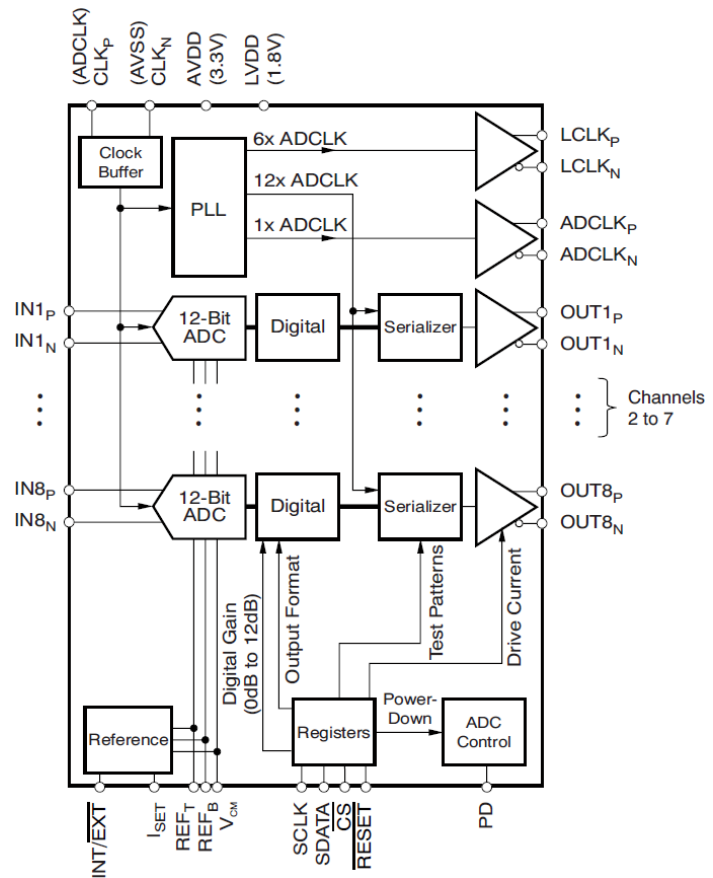 (ADCLK)
CLKP
(AVSS)
CLKN
AVDD
(3.3V)
LVDD
(1.8V)
Clock
Buffer
PLL
6x ADCLK
12x ADCLK
1x ADCLK
LCLKP
LCLKN
ADCLKP
ADCLKN
IN1P
IN1N
12-Bit
ADC
Digital
Serializer
OUT1P
OUT1N
Channels
2 to 7
IN8P
IN8N
12-Bit
ADC
Digital
Serializer
OUT8P
OUT8N
Digital Gain
(0dB to 12dB)
Output Format
Test Patterns
Drive Current
Reference
Registers
Power-
Down
ADC
Control
INT/EXT
ISET
REFT
REFB
VCM
SCLK
SDATA
CS
RESET
PD